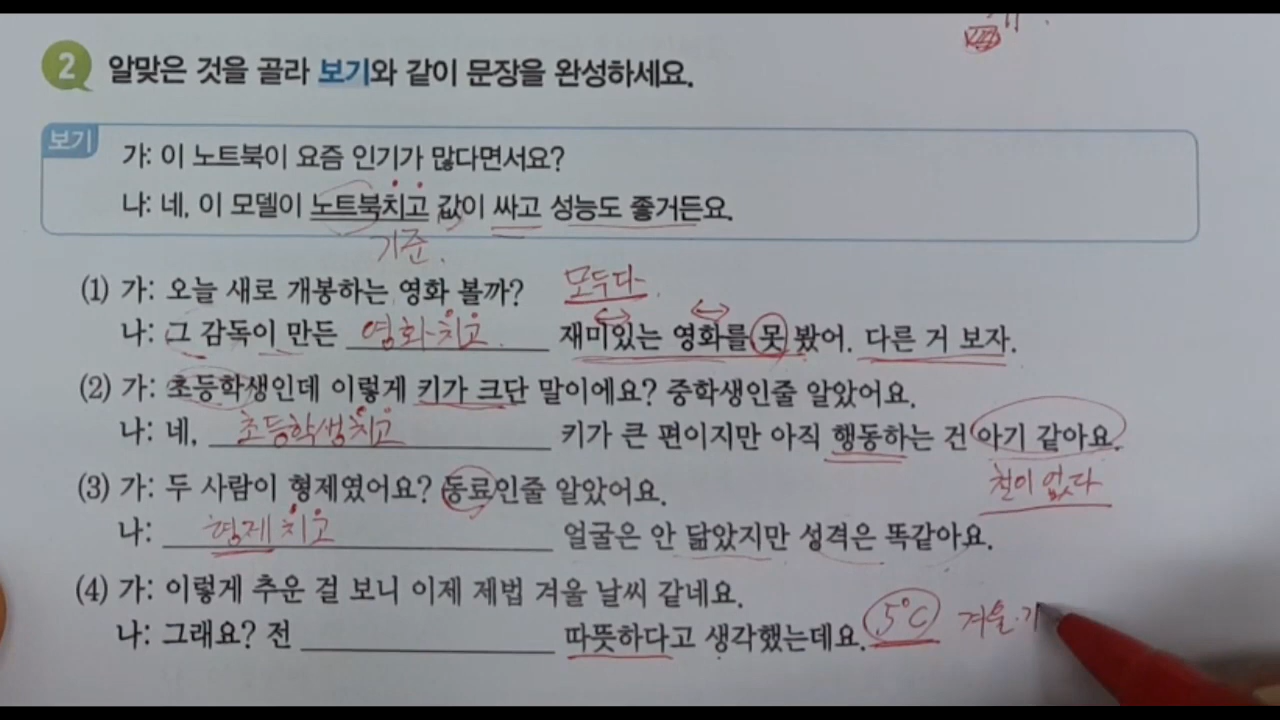 2 알맞은 것을 골라 보기와 같이 문장을 완성하세요.
보기
가: 이 노트북이 요즘 인기가 많다면서요?
나: 네, 이 모델이 노트북치고 값이 싸고 성능도 좋거든요.
기준.
(1) 가: 오늘 새로 개봉하는 영화 볼까? 모두다.
나: 그 감독이 만든 영화치고 재미있는 영화를 못 봤어. 다른 거 보자.
(2) 가: 초등학생인데 이렇게 키가 크단 말이에요? 중학생인줄 알았어요.
나: 네, 초등학생치고 키가 큰 편이지만 아직 행동하는 건 아기 같아요.
철이 없다
(3) 가: 두 사람이 형제였어요? 동료인줄 알았어요.
나: 형제치고 얼굴은 안 닮았지만 성격은 똑같아요.
(4) 가: 이렇게 추운 걸 보니 이제 제법 겨울 날씨 같네요.
나: 그래요? 전 따뜻하다고 생각했는데요. 5°C 겨울